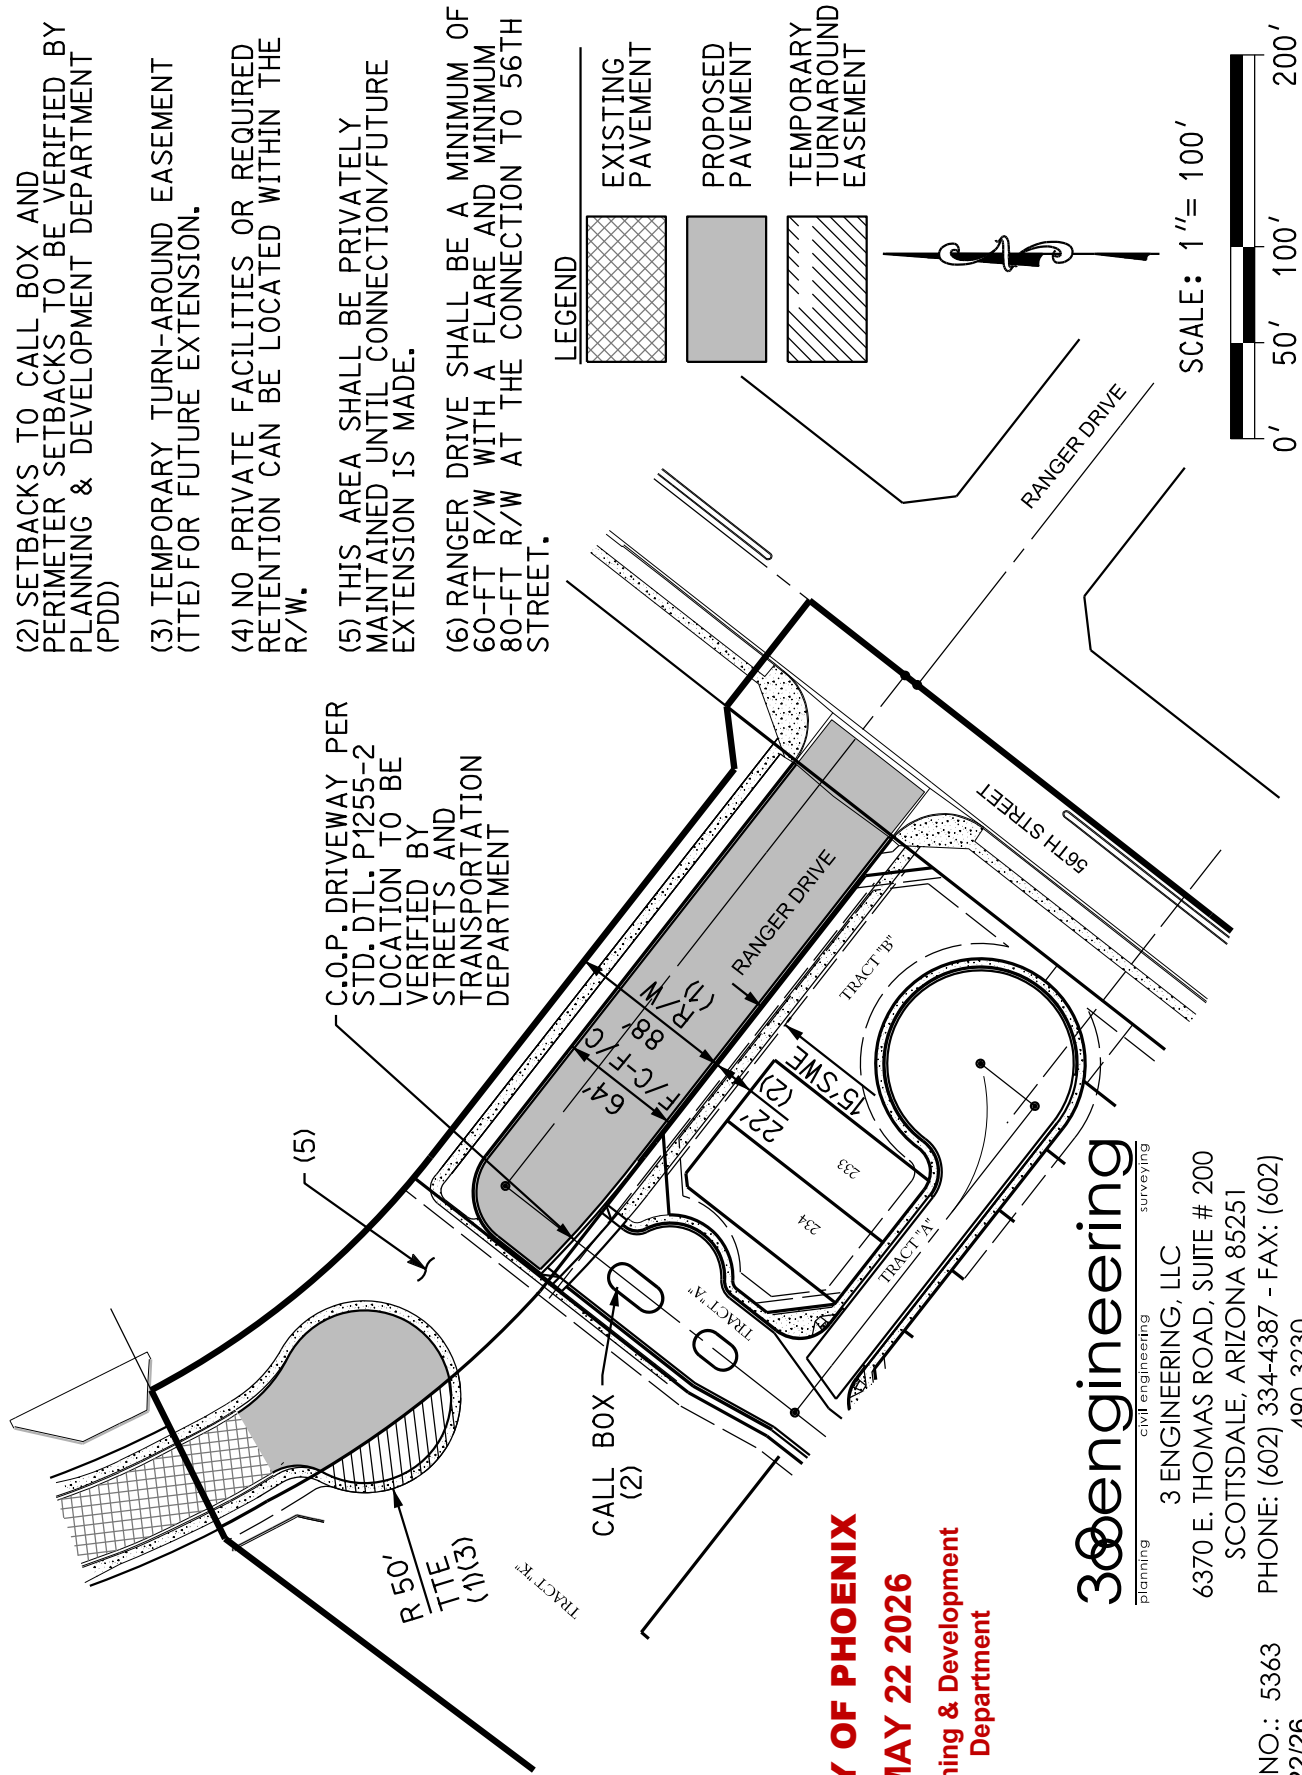 (2) SETBACKS TO CALL BOX AND
PERIMETER SETBACKS TO BE VERIFIED BY
PLANNING & DEVELOPMENT DEPARTMENT
(PDD)
(3) TEMPORARY TURN-AROUND EASEMENT
(TTE) FOR FUTURE EXTENSION.
(4) NO PRIVATE FACILITIES OR REQUIRED
RETENTION CAN BE LOCATED WITHIN THE
R/W.
(5) THIS AREA SHALL BE PRIVATELY
MAINTAINED UNTIL CONNECTION/FUTURE
EXTENSION IS MADE.
(6) RANGER DRIVE SHALL BE A MINIMUM OF
60-FT R/W WITH A FLARE AND MINIMUM
80-FT R/W AT THE CONNECTION TO 56TH
STREET.
LEGEND
EXISTING
PAVEMENT
PROPOSED
PAVEMENT
TEMPORARY
TURNAROUND
EASEMENT
SCALE: 1"= 100'
0' 50' 100' 200'
C.O.P. DRIVEWAY PER
STD. DTL. P1255-2
LOCATION TO BE
VERIFIED BY
STREETS AND
TRANSPORTATION
DEPARTMENT
(5)
64'
F/C-F/C
88'
R/W
(1)
RANGER DRIVE
RANGER DRIVE
56TH STREET
22'
(2)
15'SWE
233
234
TRACT "A"
TRACT "A"
TRACT "B"
TRACT "K"
CALL BOX
(2)
R 50'
TTE
(1)(3)
Y OF PHOENIX
MAY 22 2026
ning & Development
Department
3engineering
planning civil engineering surveying
3 ENGINEERING, LLC
6370 E. THOMAS ROAD, SUITE # 200
SCOTTSDALE, ARIZONA 85251
PHONE: (602) 334-4387 - FAX: (602)
490-3230
NO.: 5363
22/26